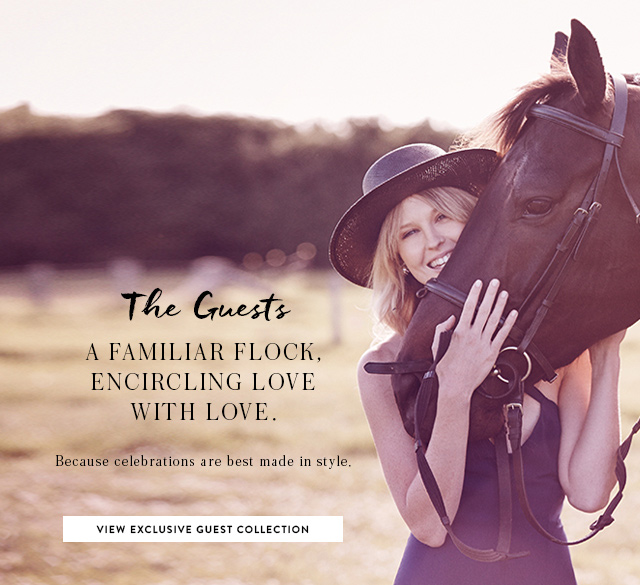 The Guests
A FAMILIAR FLOCK,
ENCIRCLING LOVE
WITH LOVE.
Because celebrations are best made in style.
VIEW EXCLUSIVE GUEST COLLECTION